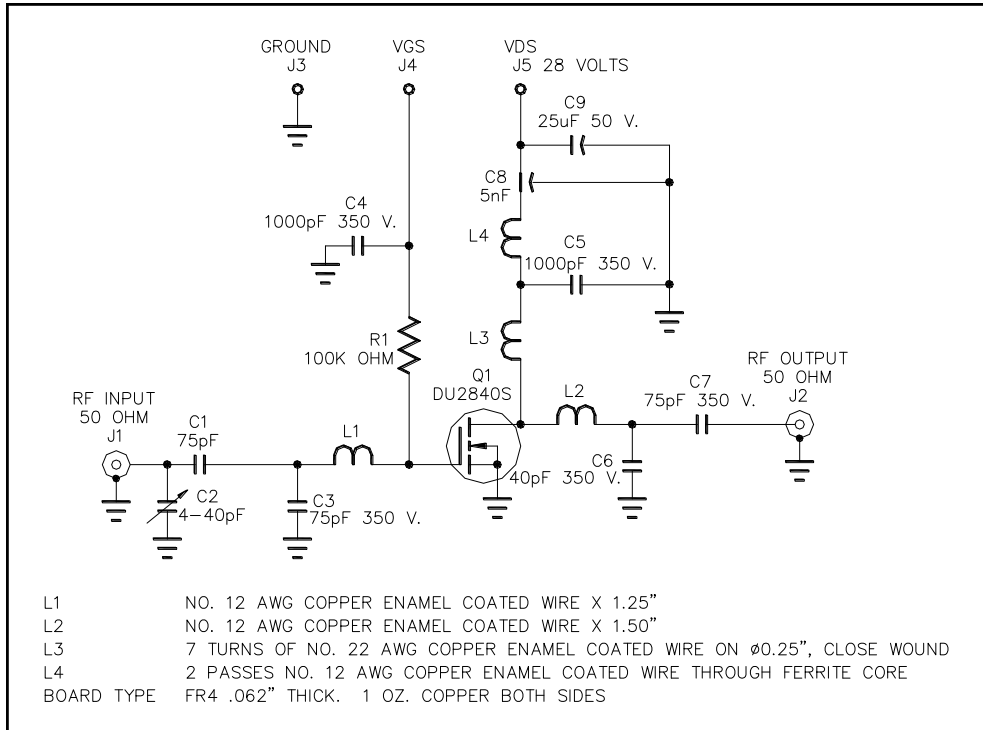 GROUND
J3
VGS
J4
VDS
J5 28 VOLTS
C9
25uF 50 V.
C8
5nF
C4
1000pF 350 V.
L4
C5
1000pF 350 V.
R1
100K OHM
L3
Q1
DU2840S
RF INPUT
50 OHM
J1
C1
75pF
L1
L2
C7
75pF 350 V.
RF OUTPUT
50 OHM
J2
C2
4-40pF
C3
75pF 350 V.
C6
40pF 350 V.
L1 NO. 12 AWG COPPER ENAMEL COATED WIRE X 1.25”
L2 NO. 12 AWG COPPER ENAMEL COATED WIRE X 1.50”
L3 7 TURNS OF NO. 22 AWG COPPER ENAMEL COATED WIRE ON ø0.25”, CLOSE WOUND
L4 2 PASSES NO. 12 AWG COPPER ENAMEL COATED WIRE THROUGH FERRITE CORE
BOARD TYPE FR4 .062” THICK. 1 OZ. COPPER BOTH SIDES